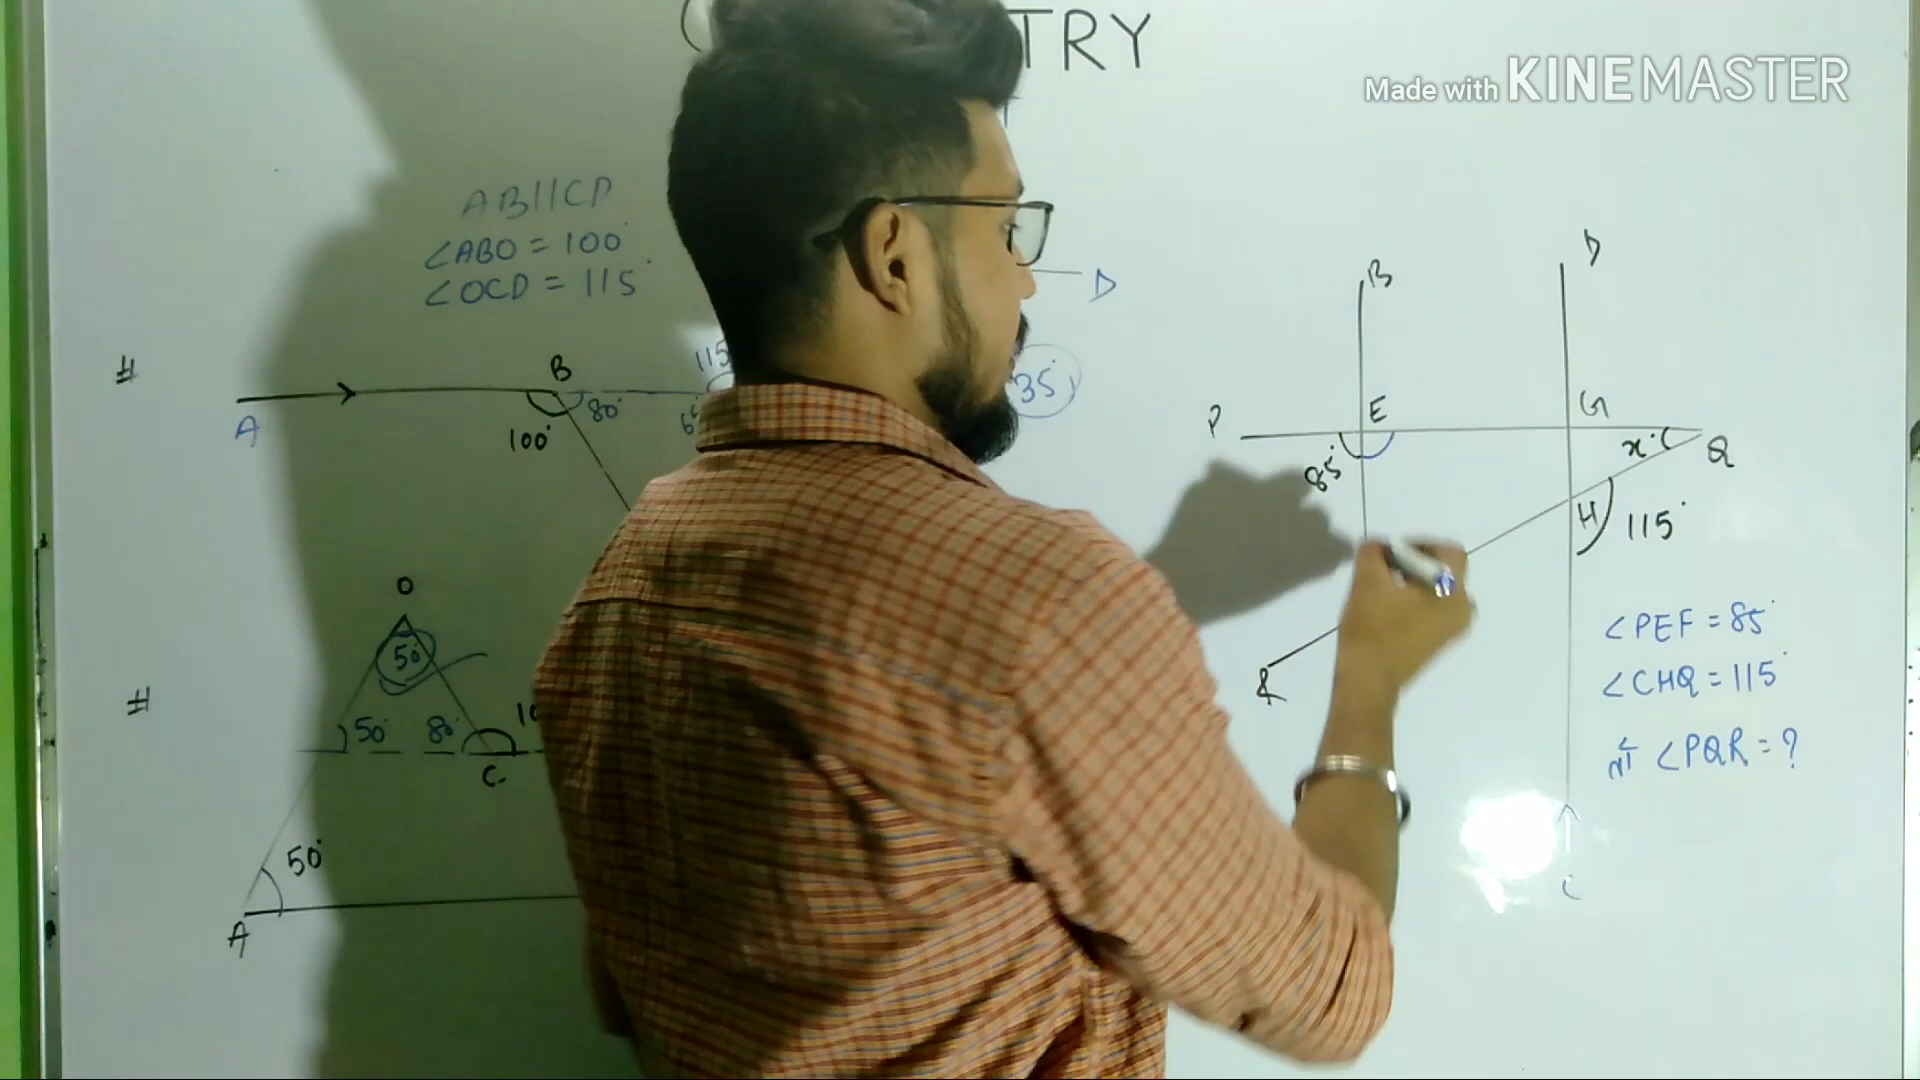 TRY
Made with KINEMASTER
AB||CD
∠ABO = 100°
∠OCD = 115°
D
#
B
A
100°
80°
115
35°
O
50
#
50°
80°
C
50°
A
B
D
P
E
G
85°
x°
Q
H
115°
R
∠PEF = 85°
∠CHQ = 115°
∠PQR = ?
C